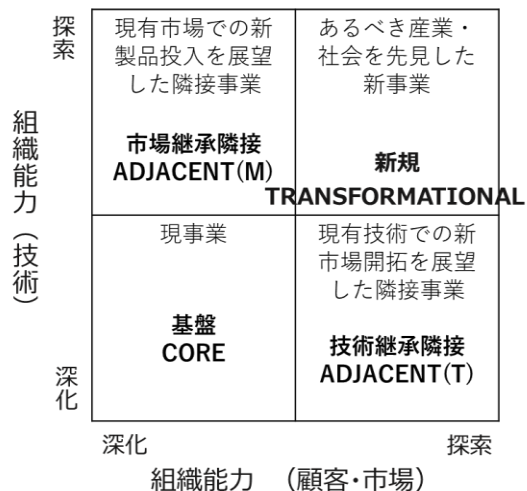 探索
組織能力（技術）
深化
現有市場での新
製品投入を展望
した隣接事業
市場継承隣接
ADJACENT(M)
あるべき産業・
社会を先見した
新事業
新規
TRANSFORMATIONAL
現事業
基盤
CORE
現有技術での新
市場開拓を展望
した隣接事業
技術継承隣接
ADJACENT(T)
深化
探索
組織能力　（顧客・市場）